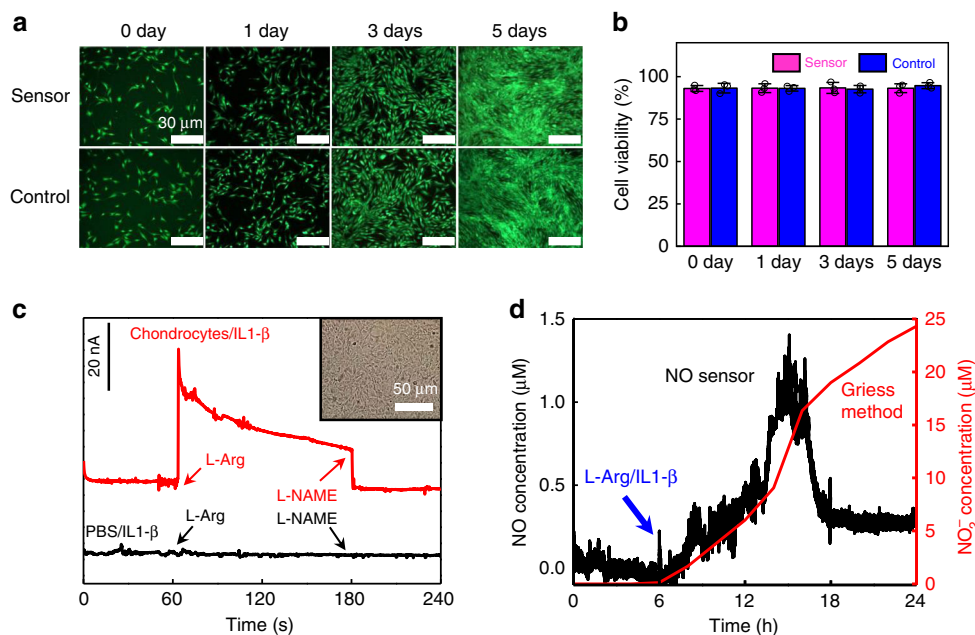 a
0 day 1 day 3 days 5 days
Sensor
30 μm
Control
b
Cell viability (%)
100
75
50
25
0
Sensor Control
0 day 1 day 3 days 5 days
c
20 nA
Chondrocytes/IL1-β
50 μm
L-Arg
L-NAME
PBS/IL1-β
L-Arg
L-NAME
0 60 120 180 240
Time (s)
d
NO concentration (μM)
1.5
1.0
0.5
0.0
NO sensor
Griess
method
L-Arg/IL1-β
0 6 12 18 24
Time (h)
25
20
15
10
5
0
NO₂⁻ concentration (μM)